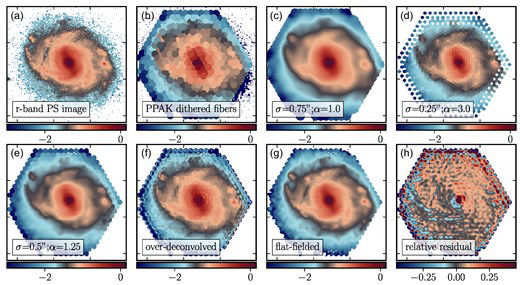 (a)
r-band PS image
(b)
PPAK dithered fibers
(c)
σ=0.75";α=1.0
(d)
σ=0.25";α=3.0
−2
0
−2
0
−2
0
−2
0
(e)
σ=0.5";α=1.25
(f)
over-deconvolved
(g)
flat-fielded
(h)
relative residual
−2
0
−2
0
−2
0
−0.25
0.00
0.25